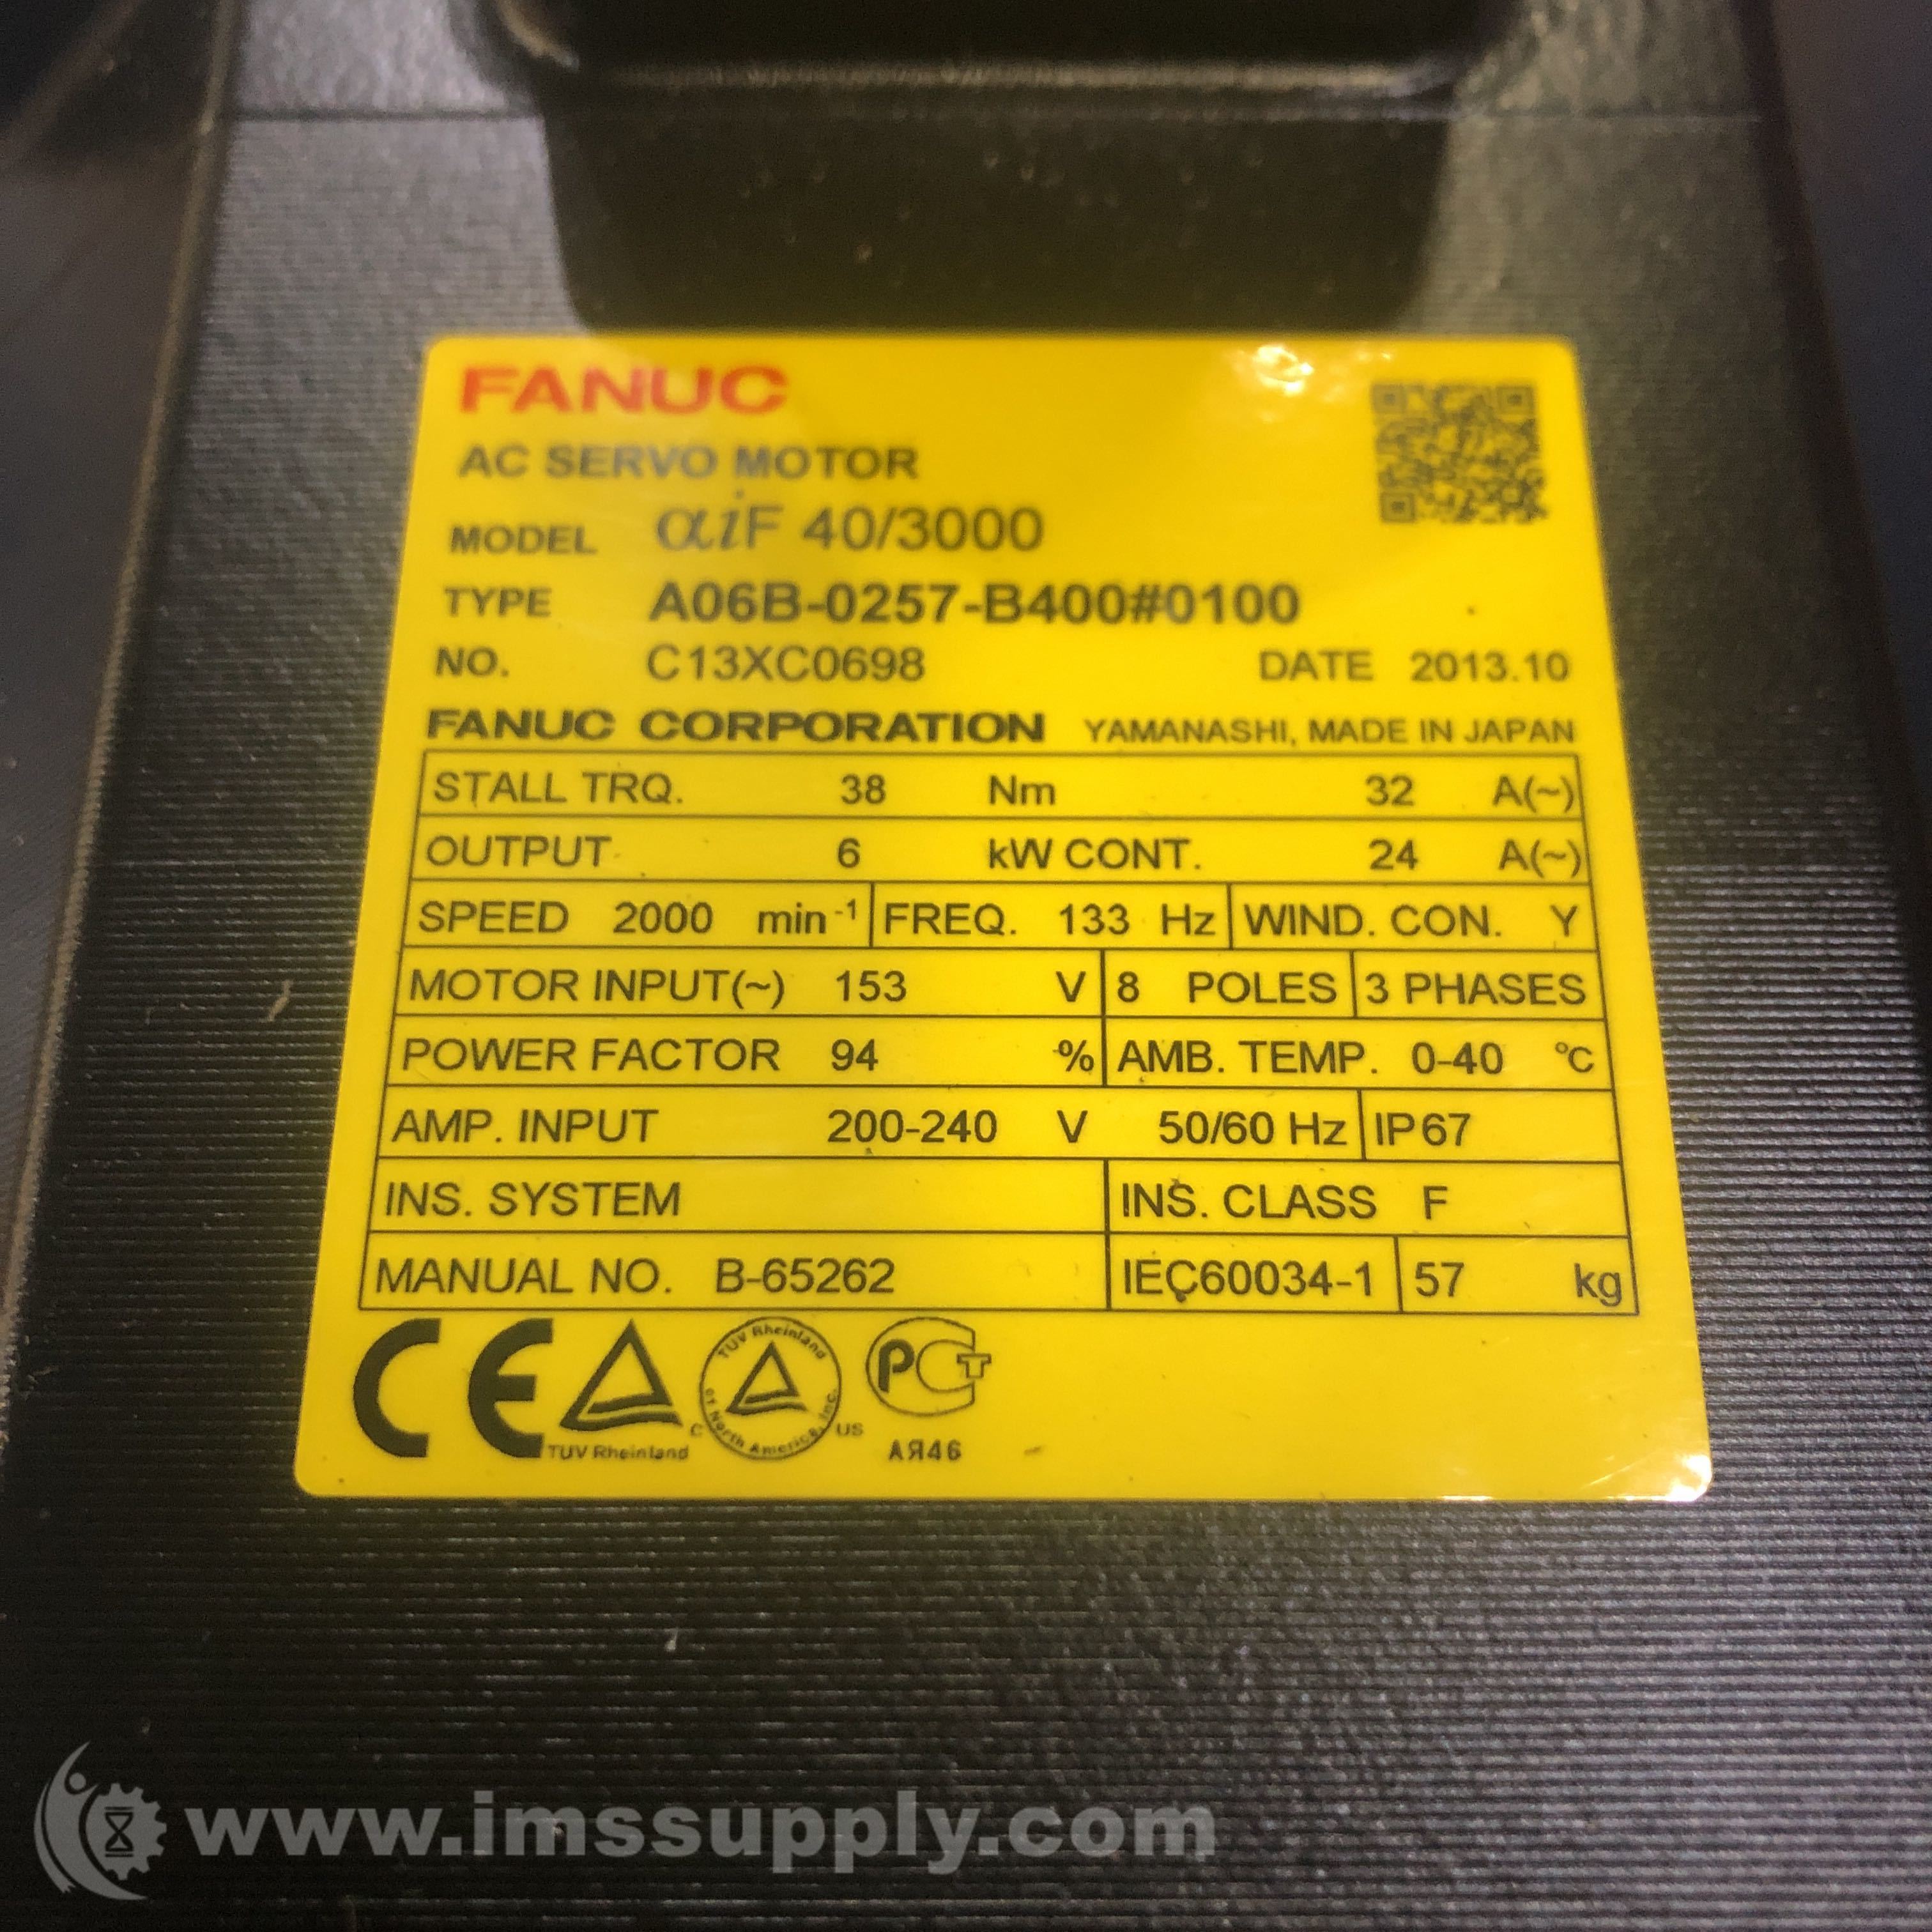 FANUC
AC SERVO MOTOR
MODEL αiF 40/3000
TYPE A06B-0257-B400#0100
NO. C13XC0698 DATE 2013.10
FANUC CORPORATION YAMANASHI, MADE IN JAPAN
STALL TRQ. 38 Nm 32 A(~)
OUTPUT 6 kW CONT. 24 A(~)
SPEED 2000 min⁻¹ FREQ. 133 Hz WIND. CON. Y
MOTOR INPUT(~) 153 V 8 POLES 3 PHASES
POWER FACTOR 94 % AMB. TEMP. 0-40 °C
AMP. INPUT 200-240 V 50/60 Hz IP67
INS. SYSTEM INS. CLASS F
MANUAL NO. B-65262 IEC60034-1 57 kg
CE
TÜV Rheinland
C TÜV Rheinland of North America, Inc. US
РСТ
АЯ46
www.imssupply.com